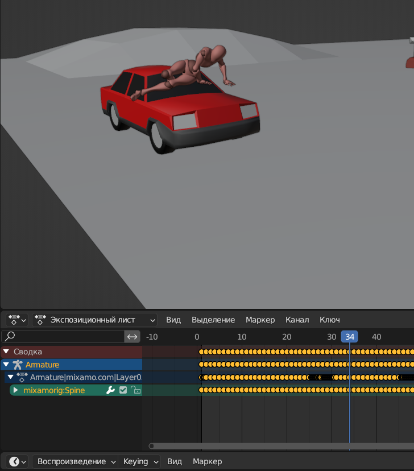 Экспозиционный лист Вид Выделение Маркер Канал Ключ
-10 0 10 20 30 34 40
Сводка
Armature
Armature|mixamo.com|Layer0
mixamorig:Spine
Воспроизведение Keying Вид Маркер